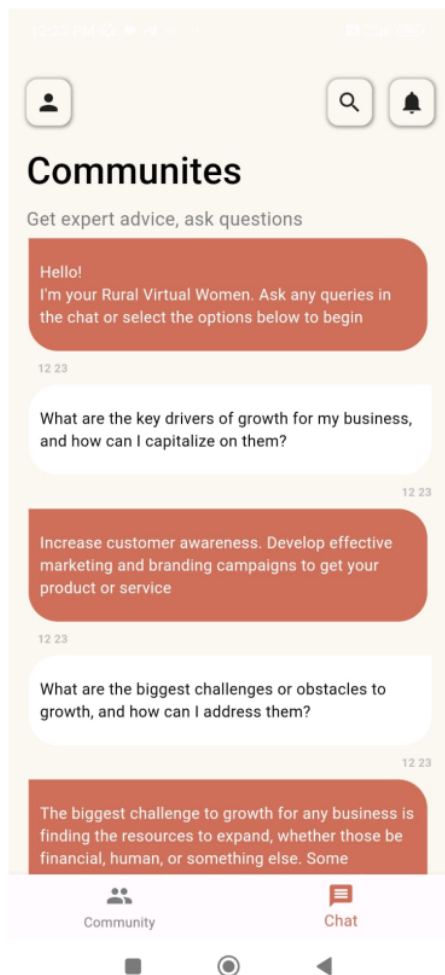 12:23 PM
Communites
Get expert advice, ask questions
Hello!
I'm your Rural Virtual Women. Ask any queries in
the chat or select the options below to begin
12 23
What are the key drivers of growth for my business,
and how can I capitalize on them?
12 23
Increase customer awareness. Develop effective
marketing and branding campaigns to get your
product or service
12 23
What are the biggest challenges or obstacles to
growth, and how can I address them?
12 23
The biggest challenge to growth for any business is
finding the resources to expand, whether those be
financial, human, or something else. Some
Community
Chat